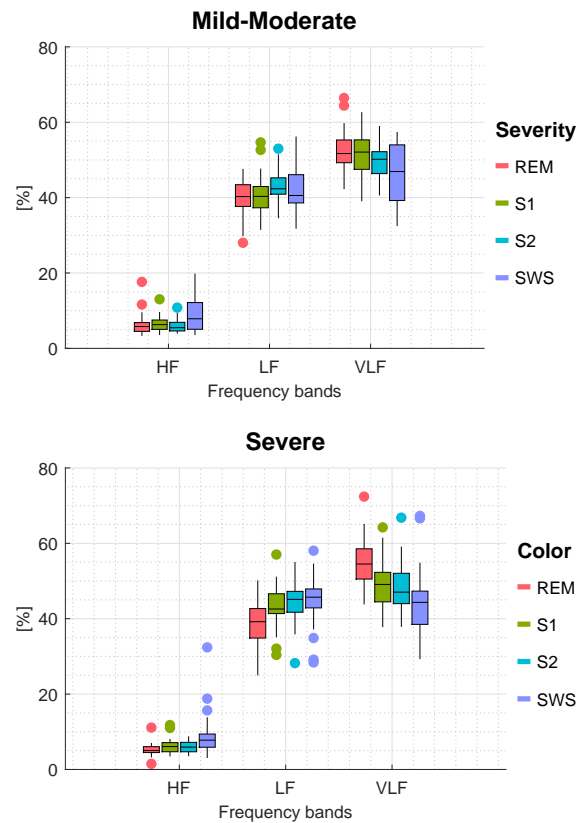 Mild-Moderate
80
60
40
20
0
[%]
HF
LF
VLF
Frequency bands
Severity
REM
S1
S2
SWS
Severe
80
60
40
20
0
[%]
HF
LF
VLF
Frequency bands
Color
REM
S1
S2
SWS